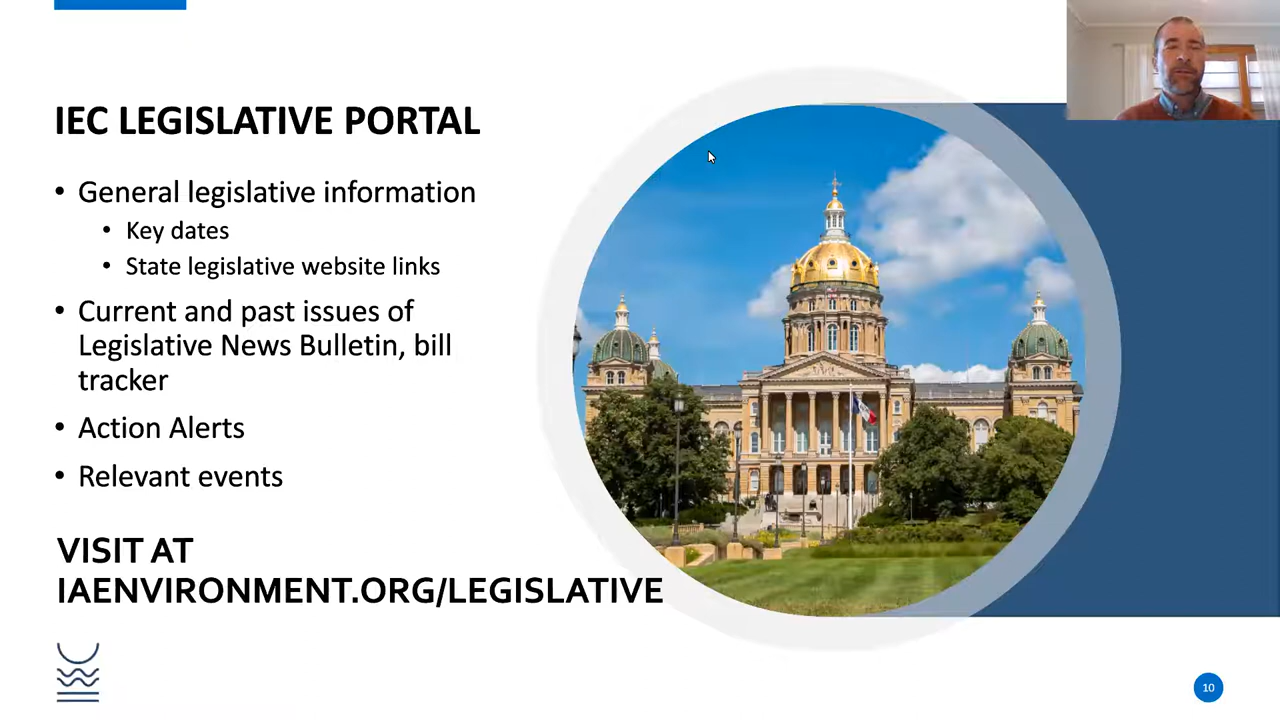 IEC LEGISLATIVE PORTAL
• General legislative information
• Key dates
• State legislative website links
• Current and past issues of
Legislative News Bulletin, bill
tracker
• Action Alerts
• Relevant events
VISIT AT
IAENVIRONMENT.ORG/LEGISLATIVE
10